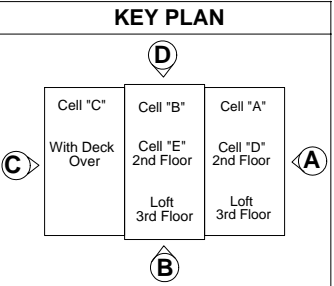 KEY PLAN
D
Cell "C"
With Deck
Over
Cell "B"
Cell "E"
2nd Floor
Loft
3rd Floor
Cell "A"
Cell "D"
2nd Floor
Loft
3rd Floor
C
A
B